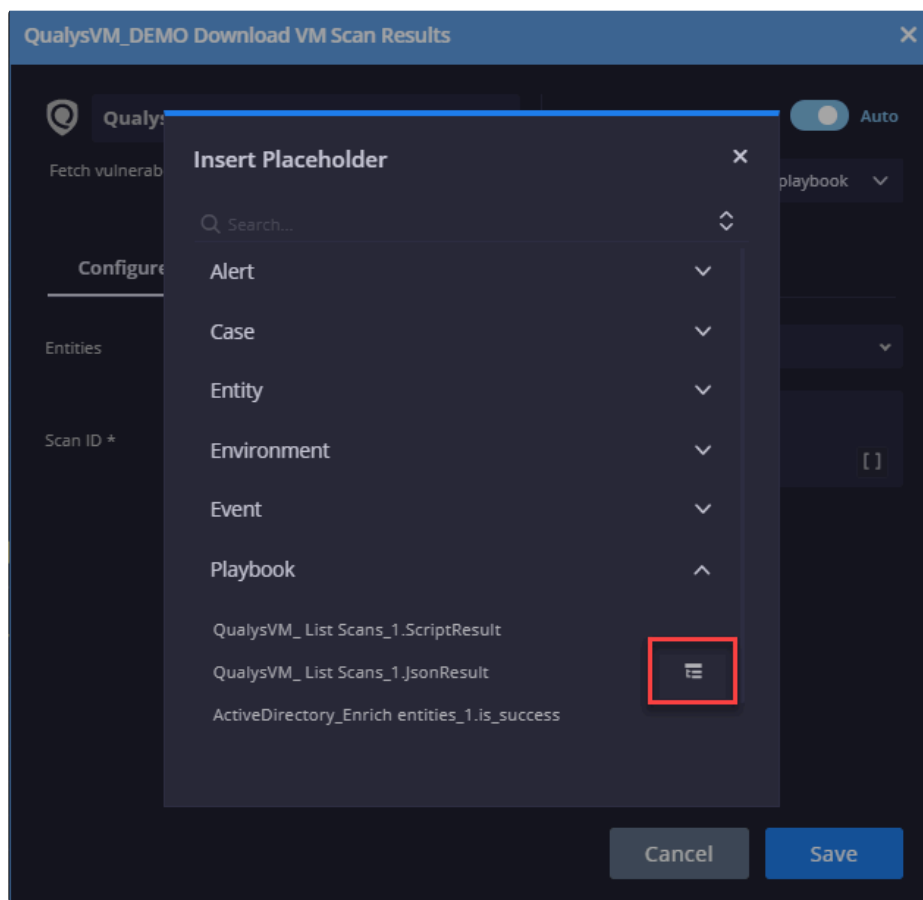 QualysVM_DEMO Download VM Scan Results
Qualys
Auto
Fetch vulnerab
playbook
Configure
Entities
Scan ID *
[ ]
Insert Placeholder
Search...
Alert
Case
Entity
Environment
Event
Playbook
QualysVM_ List Scans_1.ScriptResult
QualysVM_ List Scans_1.JsonResult
ActiveDirectory_Enrich entities_1.is_success
Cancel
Save